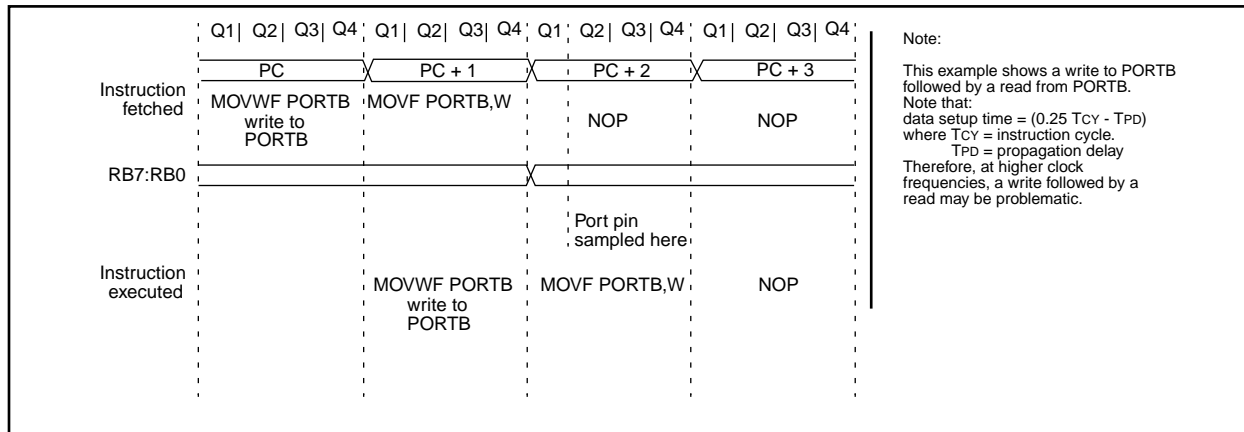 Q1| Q2| Q3| Q4 Q1| Q2| Q3| Q4 Q1 Q2| Q3| Q4 Q1| Q2| Q3| Q4
PC PC + 1 PC + 2 PC + 3
Instruction
fetched
MOVWF PORTB
write to
PORTB
MOVF PORTB,W
NOP
NOP
RB7:RB0
Port pin
sampled here
Instruction
executed
MOVWF PORTB
write to
PORTB
MOVF PORTB,W
NOP
Note:
This example shows a write to PORTB
followed by a read from PORTB.
Note that:
data setup time = (0.25 TCY - TPD)
where TCY = instruction cycle.
TPD = propagation delay
Therefore, at higher clock
frequencies, a write followed by a
read may be problematic.